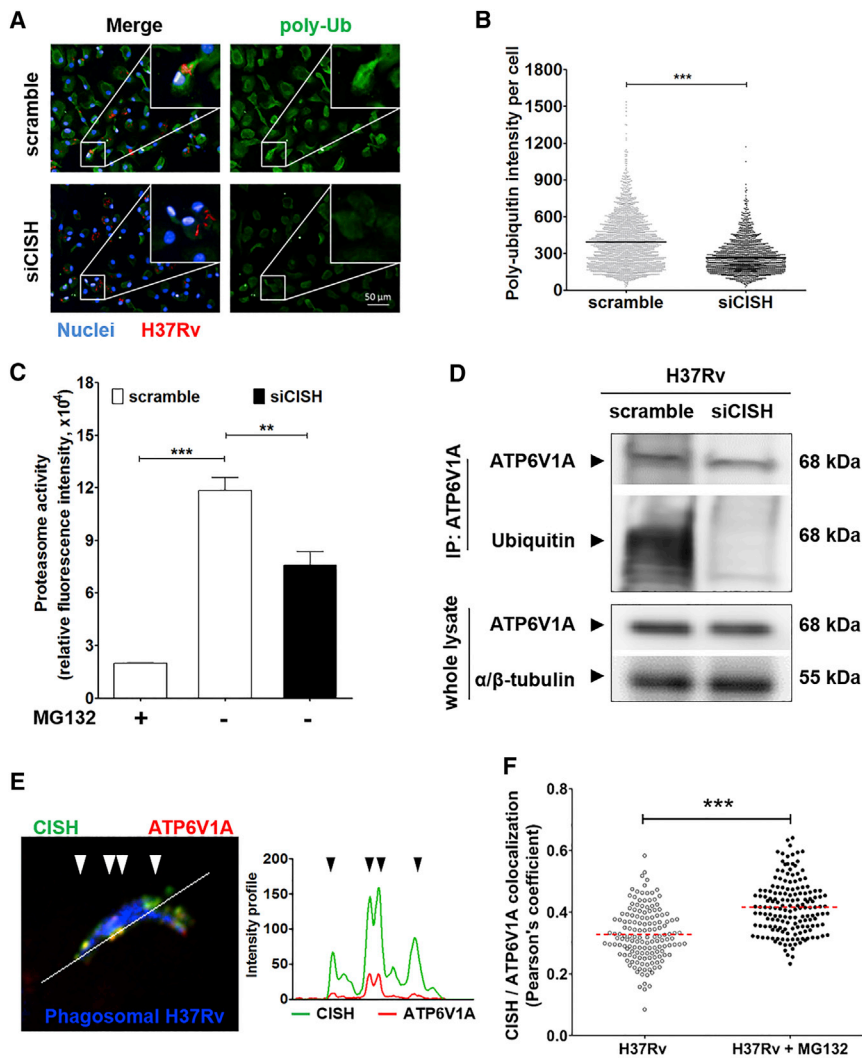 A
Merge
poly-Ub
scramble
siCISH
50 µm
Nuclei
H37Rv
B
Poly-ubiquitin intensity per cell
1800
1500
1200
900
600
300
0
***
scramble
siCISH
C
Proteasome activity
(relative fluorescence intensity, x10⁴)
18
15
12
9
6
3
0
scramble
siCISH
***
**
MG132 + - -
D
H37Rv
scramble siCISH
IP: ATP6V1A
ATP6V1A 68 kDa
Ubiquitin 68 kDa
whole lysate
ATP6V1A 68 kDa
α/β-tubulin 55 kDa
E
CISH ATP6V1A
Phagosomal H37Rv
Intensity profile
200
150
100
50
0
CISH ATP6V1A
F
CISH / ATP6V1A colocalization
(Pearson's coefficient)
0.8
0.6
0.4
0.2
0.0
***
H37Rv
H37Rv + MG132